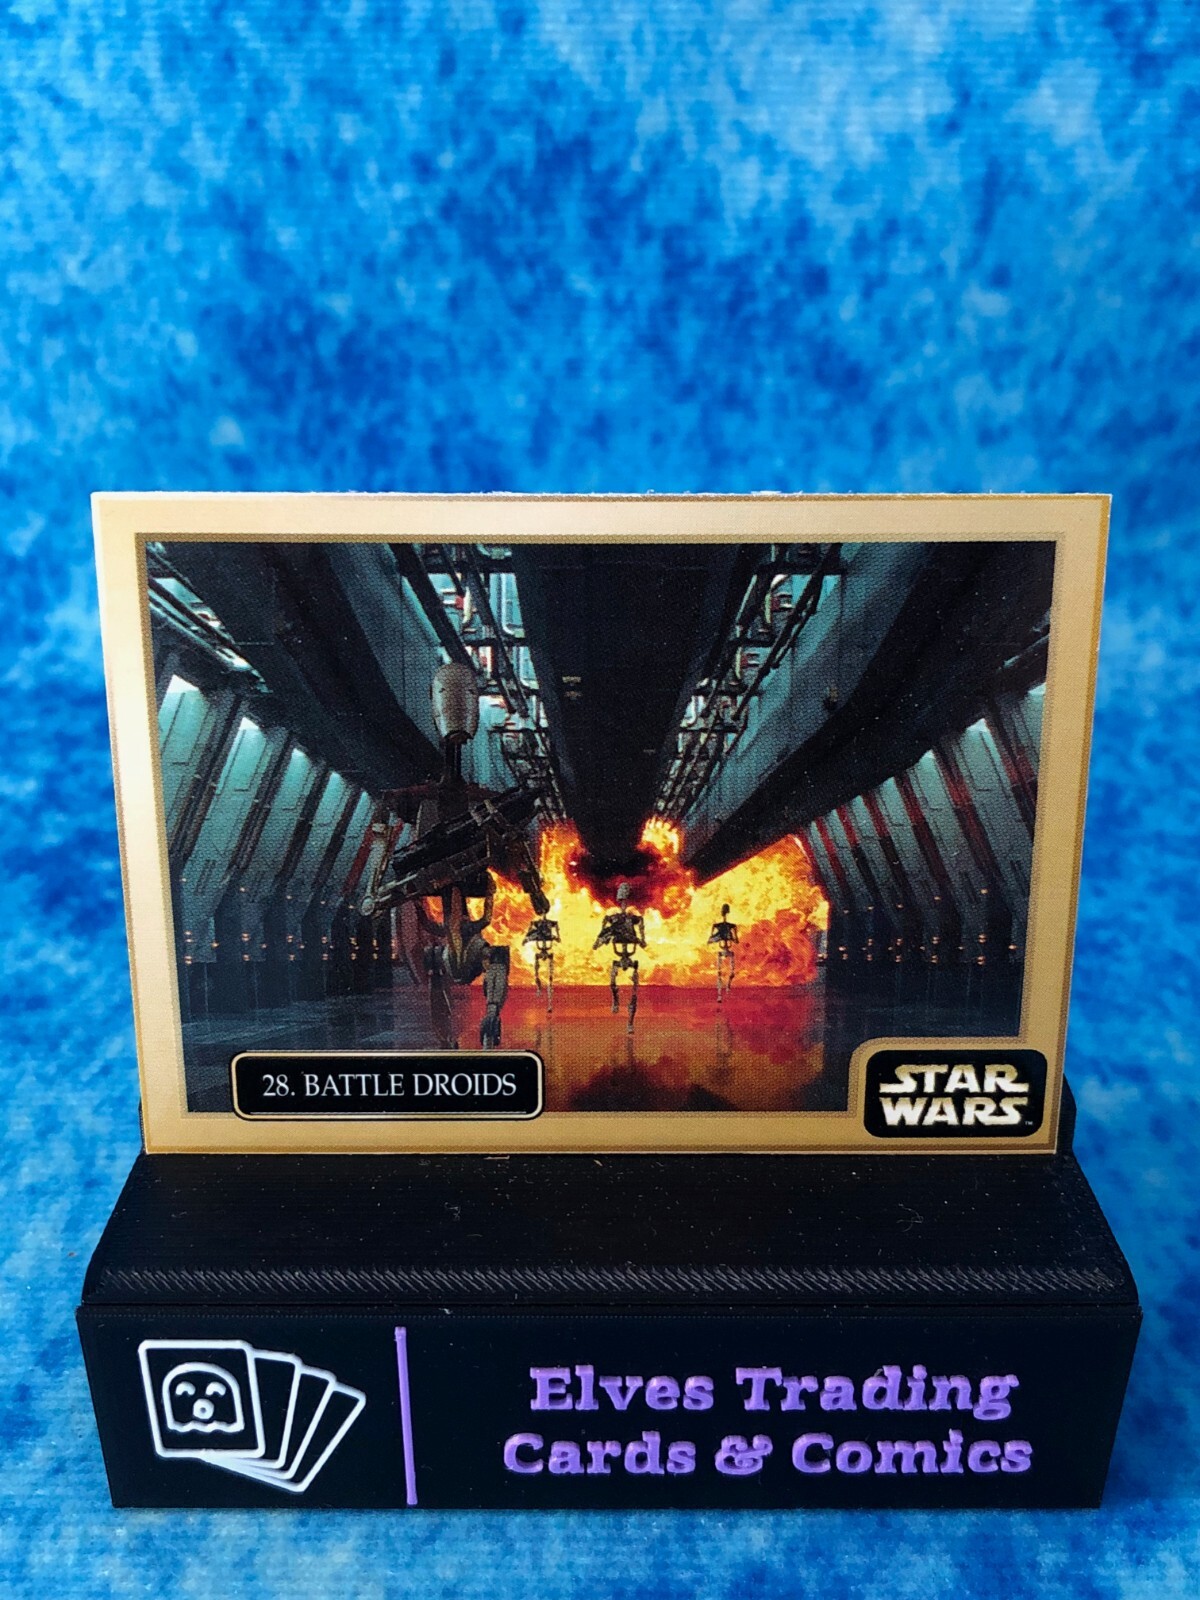 28. BATTLE DROIDS
STAR
WARS
Elves Trading
Cards & Comics